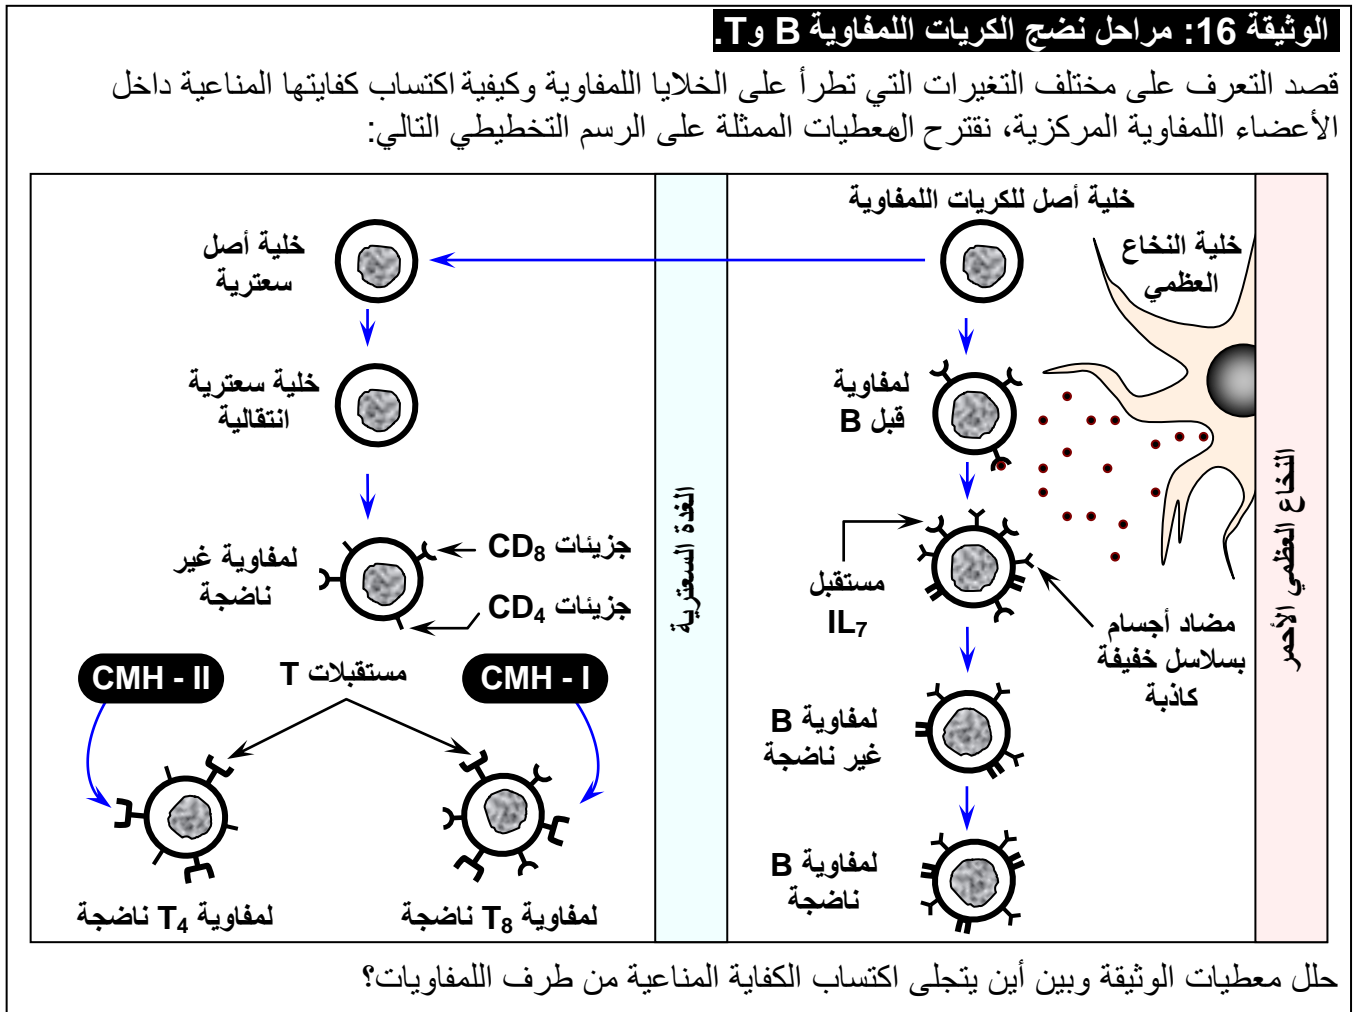 الوثيقة 16: مراحل نضج الكريات اللمفاوية B وT.
قصد التعرف على مختلف التغيرات التي تطرأ على الخلايا اللمفاوية وكيفية اكتساب كفايتها المناعية داخل
الأعضاء اللمفاوية المركزية، نقترح المعطيات الممثلة على الرسم التخطيطي التالي:
النخاع العظمي الأحمر
خلية أصل للكريات اللمفاوية
خلية النخاع
العظمي
لمفاوية
قبل B
مستقبل
IL7
مضاد أجسام
بسلاسل خفيفة
كاذبة
لمفاوية B
غير ناضجة
لمفاوية B
ناضجة
الغدة السعترية
خلية أصل
سعترية
خلية سعترية
انتقالية
لمفاوية غير
ناضجة
جزيئات CD8
جزيئات CD4
CMH - I
مستقبلات T
CMH - II
لمفاوية T8 ناضجة
لمفاوية T4 ناضجة
حلل معطيات الوثيقة وبين أين يتجلى اكتساب الكفاية المناعية من طرف اللمفاويات؟